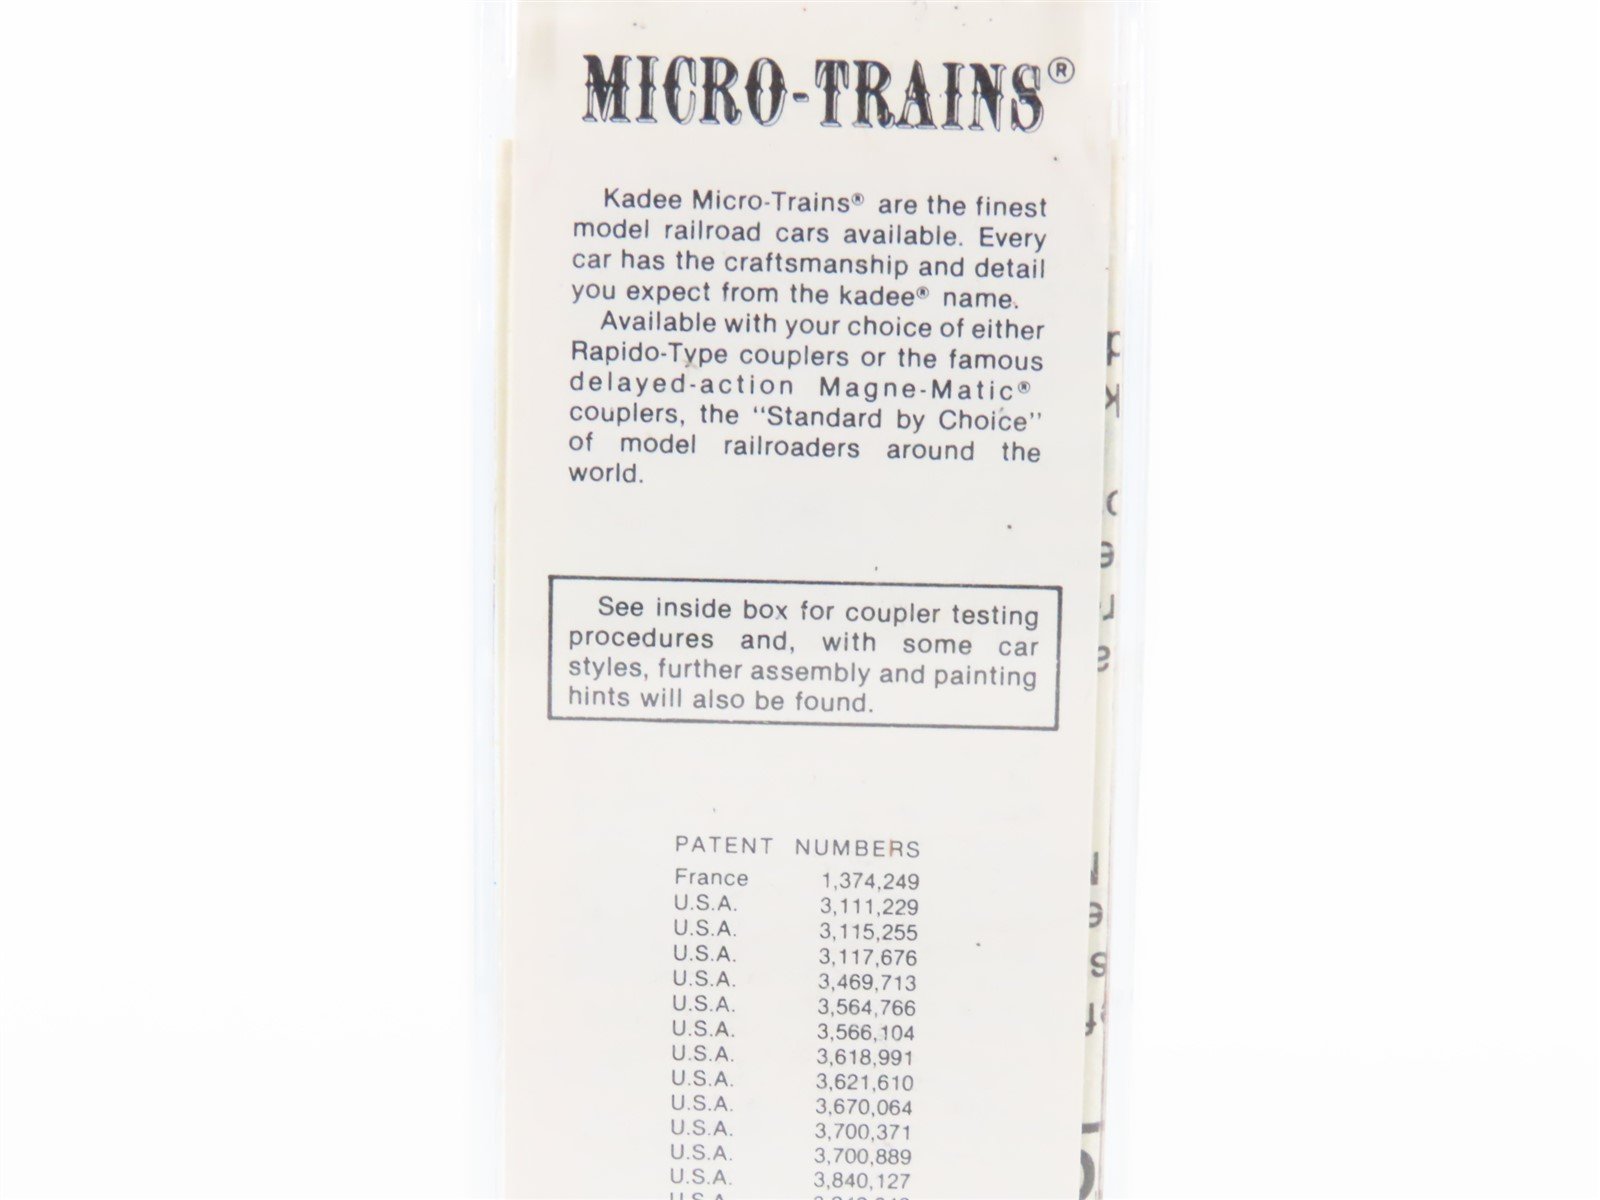 MICRO-TRAINS®
Kadee Micro-Trains® are the finest
model railroad cars available. Every
car has the craftsmanship and detail
you expect from the kadee® name.
Available with your choice of either
Rapido-Type couplers or the famous
delayed-action Magne-Matic®
couplers, the "Standard by Choice"
of model railroaders around the
world.
See inside box for coupler testing
procedures and, with some car
styles, further assembly and painting
hints will also be found.
PATENT NUMBERS
France 1,374,249
U.S.A. 3,111,229
U.S.A. 3,115,255
U.S.A. 3,117,676
U.S.A. 3,469,713
U.S.A. 3,564,766
U.S.A. 3,566,104
U.S.A. 3,618,991
U.S.A. 3,621,610
U.S.A. 3,670,064
U.S.A. 3,700,371
U.S.A. 3,700,889
U.S.A. 3,840,127
U.S.A.